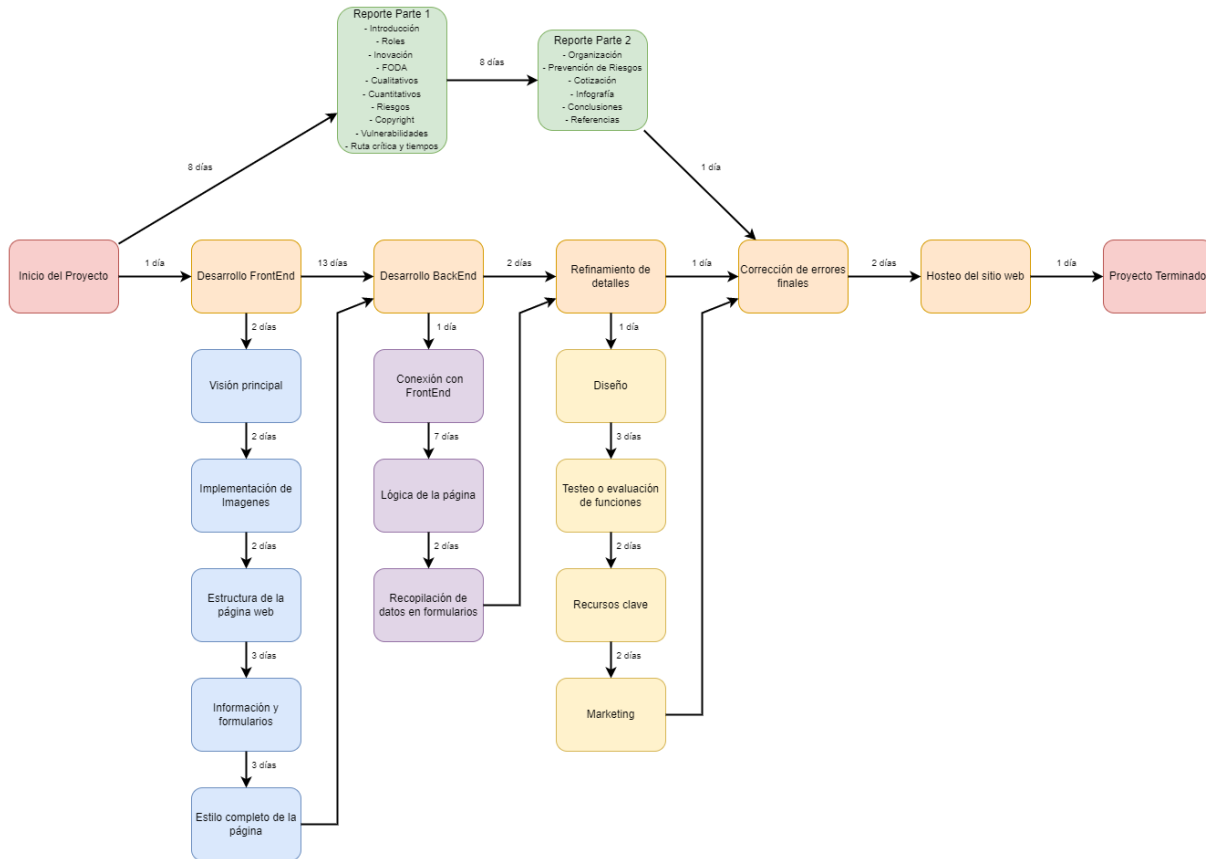 Reporte Parte 1
- Introducción
- Roles
- Inovación
- FODA
- Cualitativos
- Cuantitativos
- Riesgos
- Copyright
- Vulnerabilidades
- Ruta crítica y tiempos
8 días
Reporte Parte 2
- Organización
- Prevención de Riesgos
- Cotización
- Infografía
- Conclusiones
- Referencias
8 días
1 día
Inicio del Proyecto
1 día
Desarrollo FrontEnd
13 días
Desarrollo BackEnd
2 días
Refinamiento de
detalles
1 día
Corrección de errores
finales
2 días
Hosteo del sitio web
1 día
Proyecto Terminado
2 días
Visión principal
2 días
Implementación de
Imagenes
2 días
Estructura de la
página web
3 días
Información y
formularios
3 días
Estilo completo de la
página
1 día
Conexión con
FrontEnd
7 días
Lógica de la página
2 días
Recopilación de
datos en formularios
1 día
Diseño
3 días
Testeo o evaluación
de funciones
2 días
Recursos clave
2 días
Marketing